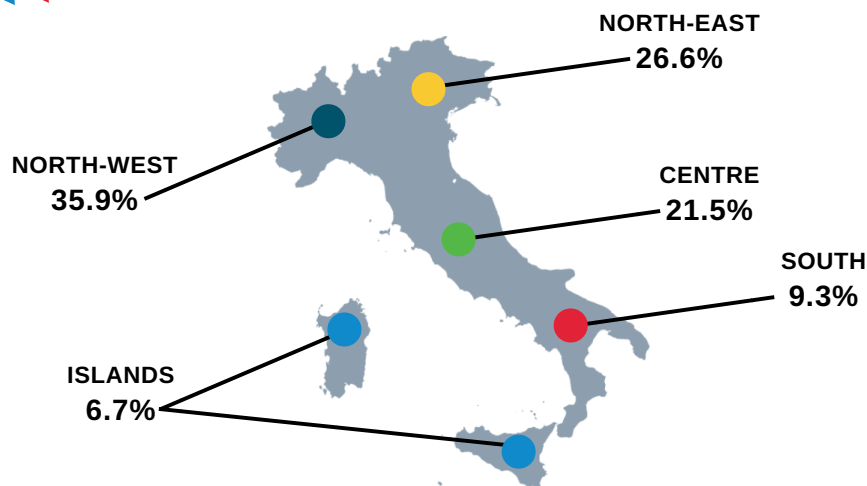 NORTH-EAST
26.6%
NORTH-WEST
35.9%
CENTRE
21.5%
SOUTH
9.3%
ISLANDS
6.7%